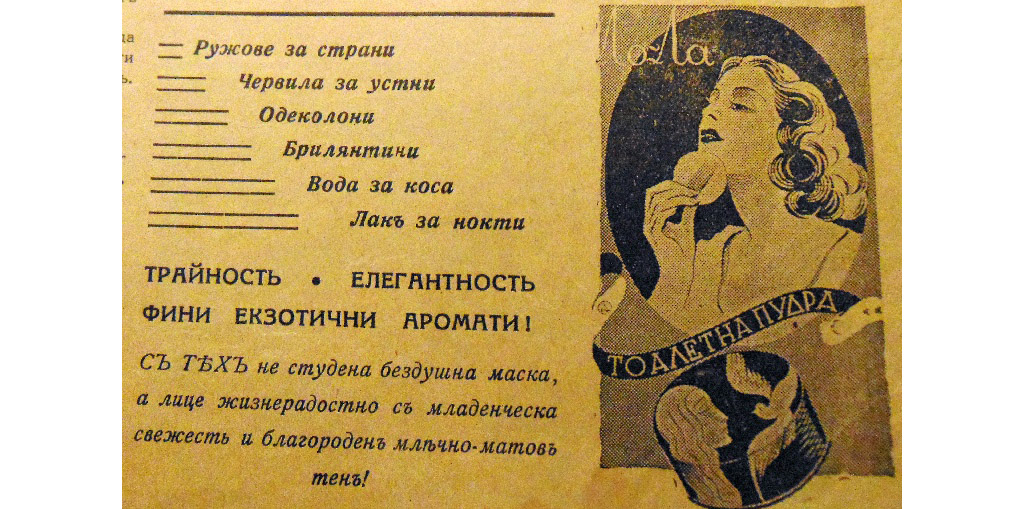 Ружове за страни
Червила за устни
Одеколони
Брилянтини
Вода за коса
Лакъ за нокти
ТРАЙНОСТЬ • ЕЛЕГАНТНОСТЬ
ФИНИ ЕКЗОТИЧНИ АРОМАТИ!
СЪ ТѢХЪ не студена бездушна маска,
а лице жизнерадостно съ младенческа
свежесть и благороденъ млѣчно-матовъ
тенъ!
ЛоЛа
ТОАЛЕТНА ПУДРА